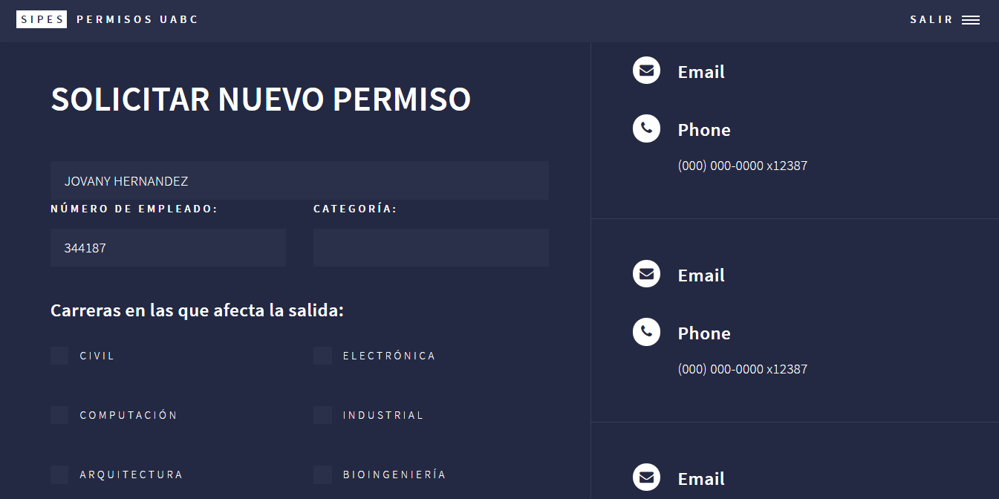 SIPES PERMISOS UABC
SALIR
SOLICITAR NUEVO PERMISO
JOVANY HERNANDEZ
NÚMERO DE EMPLEADO:
CATEGORÍA:
344187
Carreras en las que afecta la salida:
CIVIL
ELECTRÓNICA
COMPUTACIÓN
INDUSTRIAL
ARQUITECTURA
BIOINGENIERÍA
Email
Phone
(000) 000-0000 x12387
Email
Phone
(000) 000-0000 x12387
Email